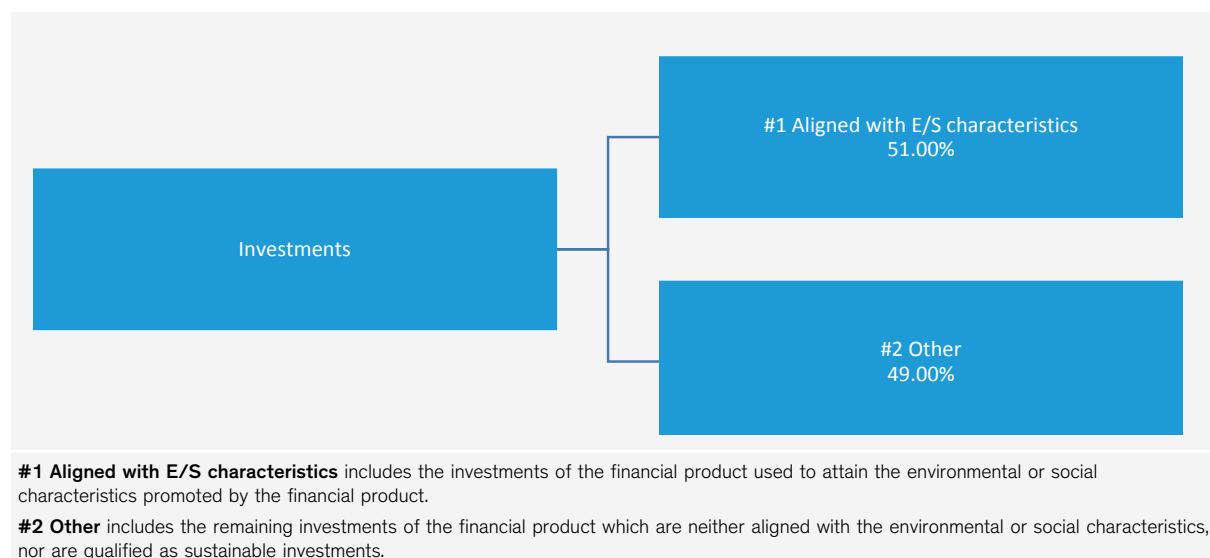 #1 Aligned with E/S characteristics
51.00%
Investments
#2 Other
49.00%
#1 Aligned with E/S characteristics includes the investments of the financial product used to attain the environmental or social
characteristics promoted by the financial product.
#2 Other includes the remaining investments of the financial product which are neither aligned with the environmental or social characteristics,
nor are qualified as sustainable investments.